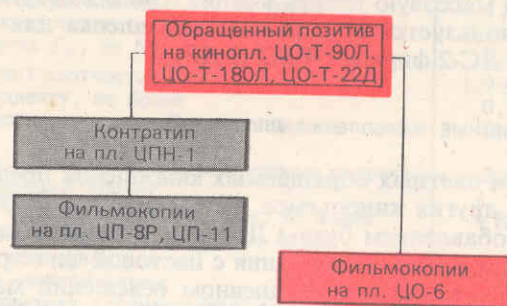 Обращенный позитив
на кинопл. ЦО-Т-90Л,
ЦО-Т-180Л, ЦО-Т-22Д
Контратип
на пл. ЦПН-1
Фильмокопии
на пл. ЦП-8Р, ЦП-11
Фильмокопии
на пл. ЦО-6